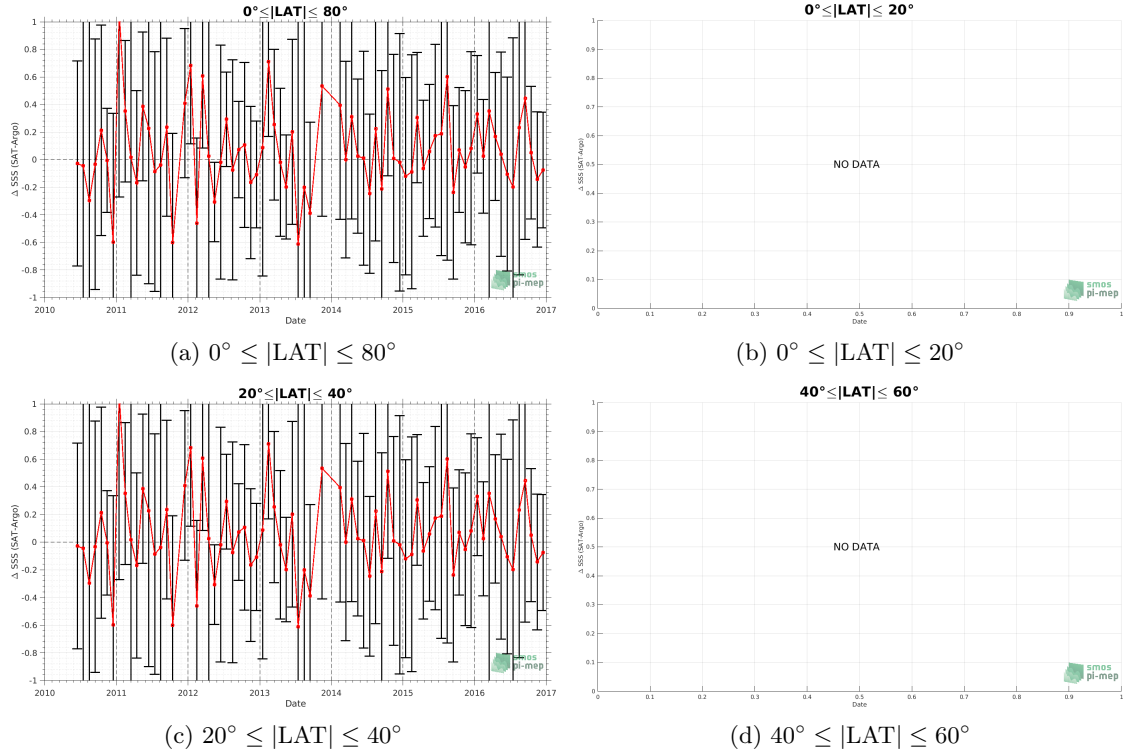 0°≤|LAT|≤ 80°
1
0.8
0.6
0.4
0.2
0
-0.2
-0.4
-0.6
-0.8
-1
Δ SSS (SAT-Argo)
2010 2011 2012 2013 2014 2015 2016 2017
Date
smos
pi-mep
(a) 0° ≤ |LAT| ≤ 80°
0°≤|LAT|≤ 20°
1
0.9
0.8
0.7
0.6
0.5
0.4
0.3
0.2
0.1
0
Δ SSS (SAT-Argo)
NO DATA
0 0.1 0.2 0.3 0.4 0.5 0.6 0.7 0.8 0.9 1
Date
smos
pi-mep
(b) 0° ≤ |LAT| ≤ 20°
20°≤|LAT|≤ 40°
1
0.8
0.6
0.4
0.2
0
-0.2
-0.4
-0.6
-0.8
-1
Δ SSS (SAT-Argo)
2010 2011 2012 2013 2014 2015 2016 2017
Date
smos
pi-mep
(c) 20° ≤ |LAT| ≤ 40°
40°≤|LAT|≤ 60°
1
0.9
0.8
0.7
0.6
0.5
0.4
0.3
0.2
0.1
0
Δ SSS (SAT-Argo)
NO DATA
0 0.1 0.2 0.3 0.4 0.5 0.6 0.7 0.8 0.9 1
Date
smos
pi-mep
(d) 40° ≤ |LAT| ≤ 60°